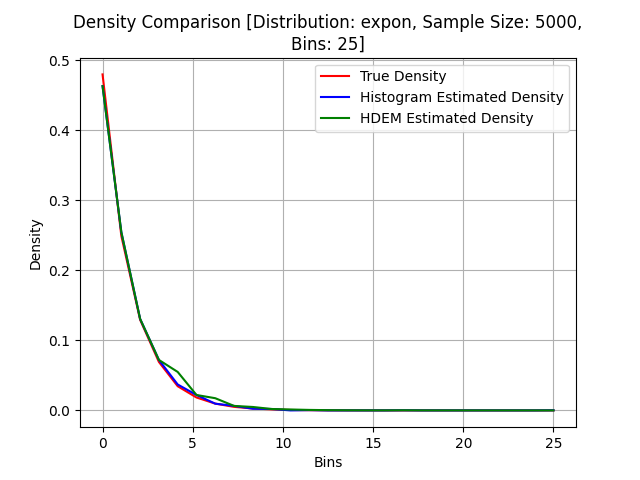 Density Comparison [Distribution: expon, Sample Size: 5000,
Bins: 25]
True Density
Histogram Estimated Density
HDEM Estimated Density
Density
0.5
0.4
0.3
0.2
0.1
0.0
0 5 10 15 20 25
Bins